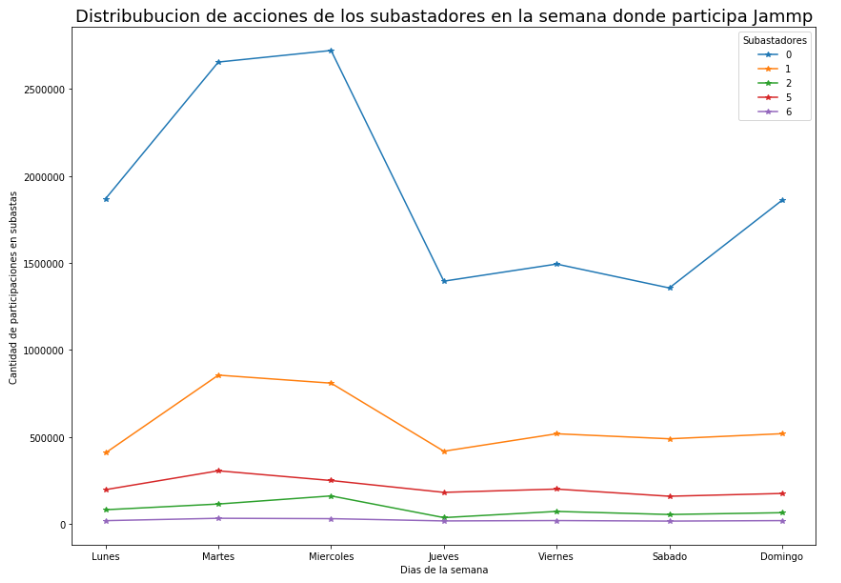 Distribubucion de acciones de los subastadores en la semana donde participa Jammp
Subastadores
0
1
2
5
6
2500000
2000000
1500000
1000000
500000
0
Cantidad de participaciones en subastas
Lunes Martes Miercoles Jueves Viernes Sabado Domingo
Dias de la semana